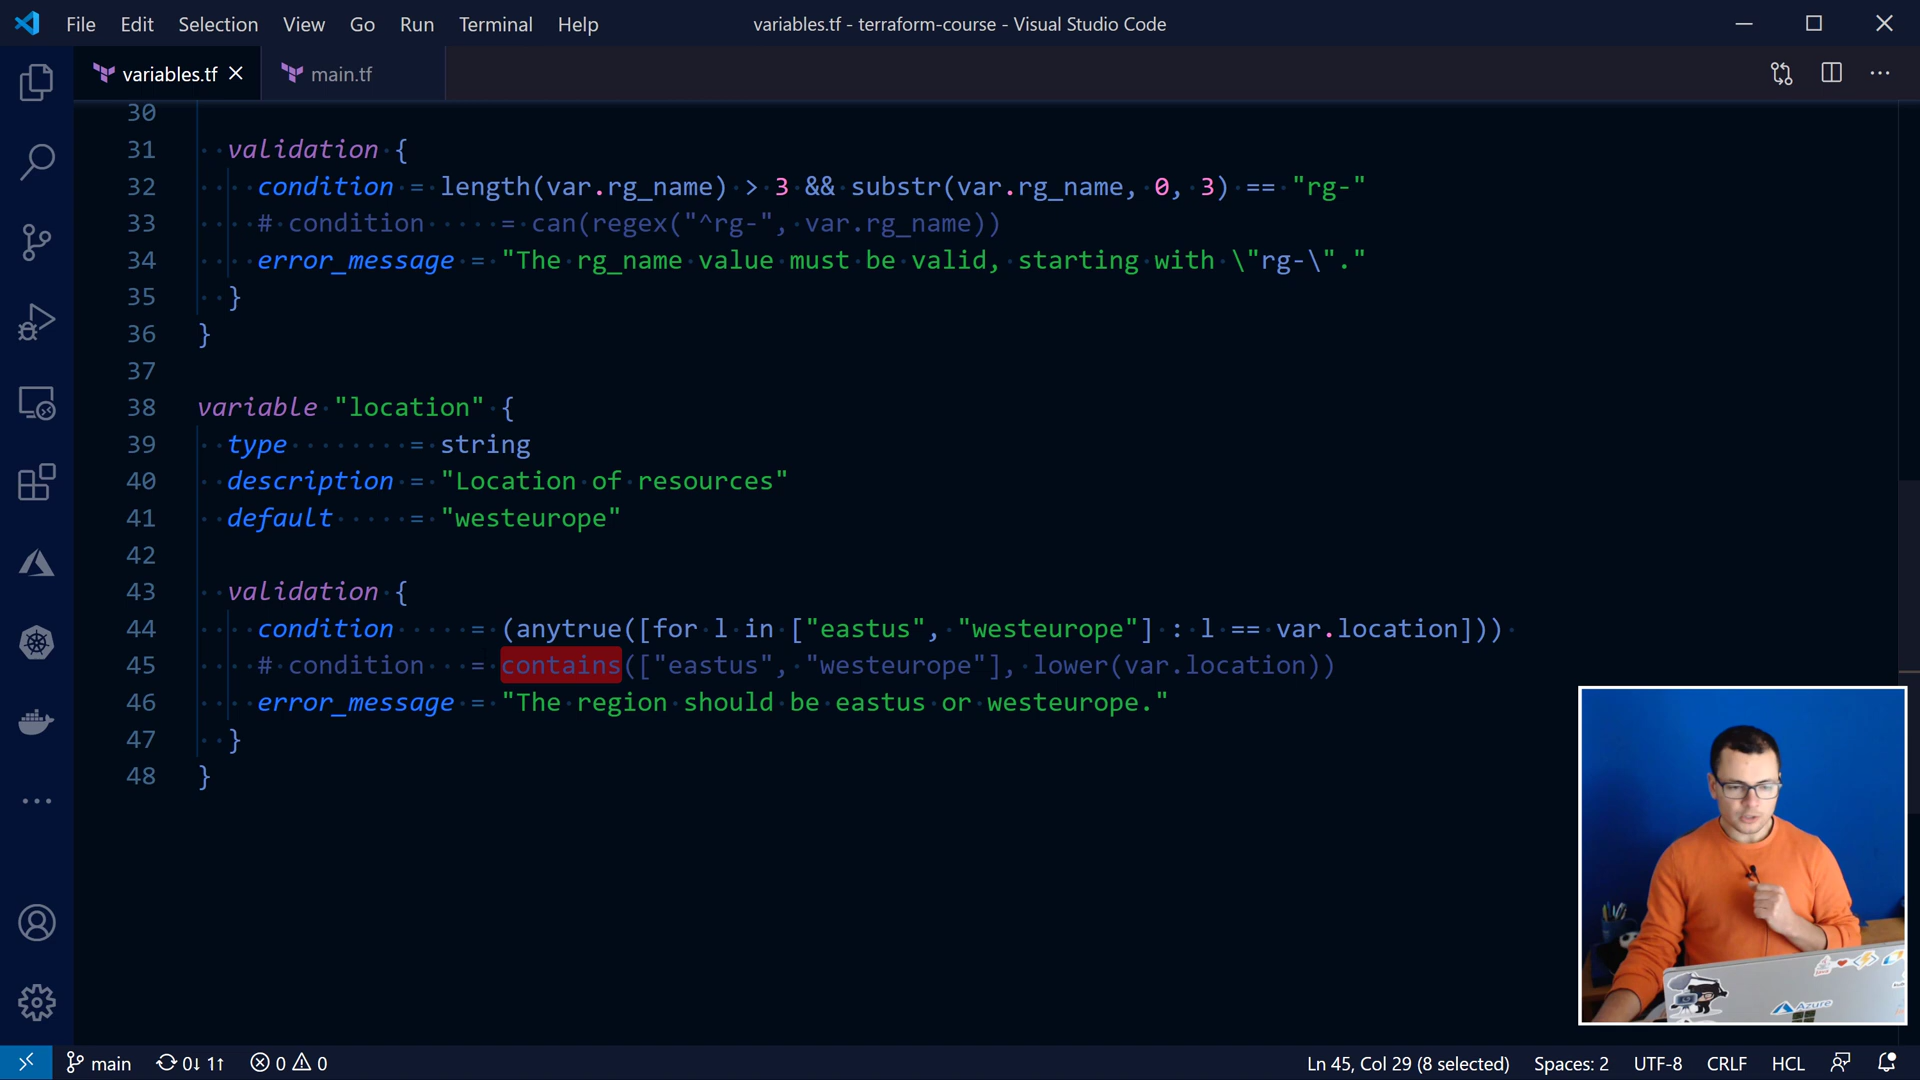 File Edit Selection View Go Run Terminal Help
variables.tf - terraform-course - Visual Studio Code
variables.tf main.tf
30
31 validation {
32 condition = length(var.rg_name) > 3 && substr(var.rg_name, 0, 3) == "rg-"
33 # condition = can(regex("^rg-", var.rg_name))
34 error_message = "The rg_name value must be valid, starting with \"rg-\"."
35 }
36 }
37
38 variable "location" {
39 type = string
40 description = "Location of resources"
41 default = "westeurope"
42
43 validation {
44 condition = (anytrue([for l in ["eastus", "westeurope"] : l == var.location]))
45 # condition = contains(["eastus", "westeurope"], lower(var.location))
46 error_message = "The region should be eastus or westeurope."
47 }
48 }
Azure
main 0↓ 1↑ 0 0 Ln 45, Col 29 (8 selected) Spaces: 2 UTF-8 CRLF HCL